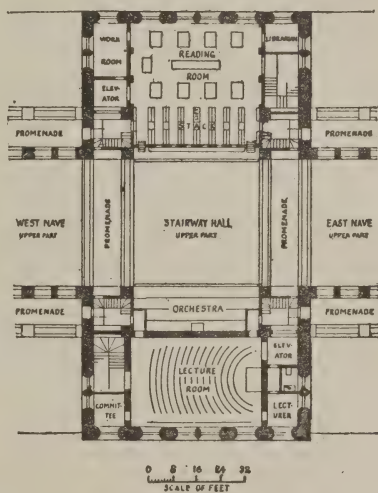 WORK
ROOM
READING
ROOM
LIBRARIAN
ELEV-
ATOR
STACK
PROMENADE
PROMENADE
WEST NAVE
UPPER PART
PROMENADE
STAIRWAY HALL
UPPER PART
PROMENADE
EAST NAVE
UPPER PART
PROMENADE
ORCHESTRA
PROMENADE
ELEV-
ATOR
LECTURE
ROOM
COMMIT-
TEE
LECT-
URER
0 8 16 24 32
SCALE OF FEET